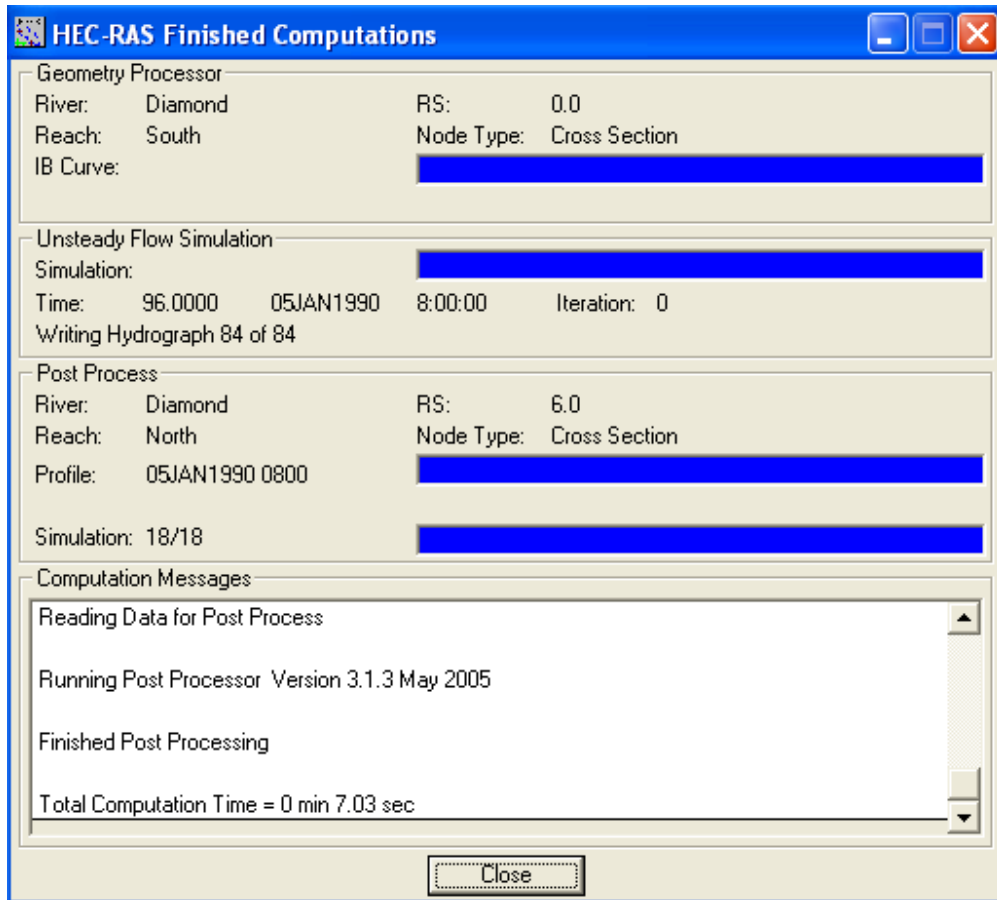 HEC-RAS Finished Computations
Geometry Processor
River: Diamond RS: 0.0
Reach: South Node Type: Cross Section
IB Curve:
Unsteady Flow Simulation
Simulation:
Time: 96.0000 05JAN1990 8:00:00 Iteration: 0
Writing Hydrograph 84 of 84
Post Process
River: Diamond RS: 6.0
Reach: North Node Type: Cross Section
Profile: 05JAN1990 0800
Simulation: 18/18
Computation Messages
Reading Data for Post Process
Running Post Processor Version 3.1.3 May 2005
Finished Post Processing
Total Computation Time = 0 min 7.03 sec
Close